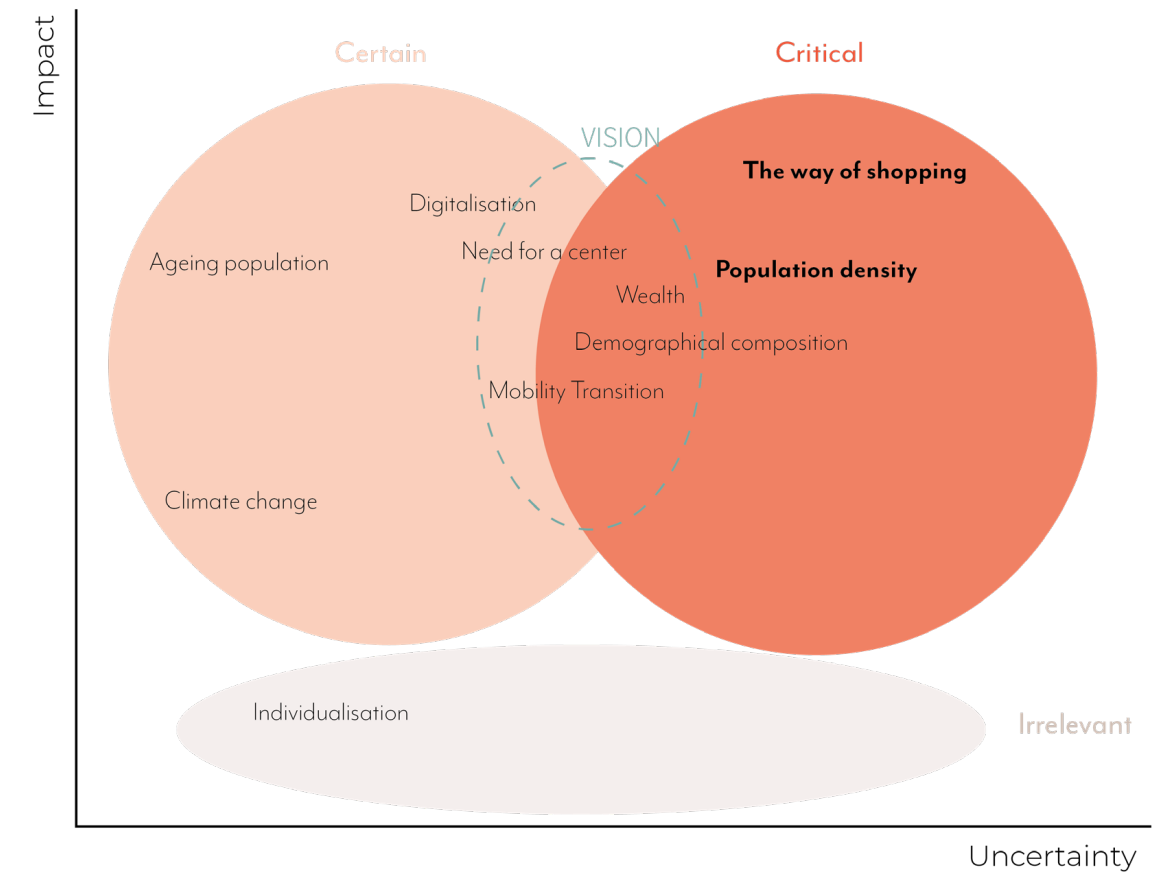 Impact
Certain
Critical
VISION
The way of shopping
Digitalisation
Need for a center
Ageing population
Population density
Wealth
Demographical composition
Mobility Transition
Climate change
Individualisation
Irrelevant
Uncertainty